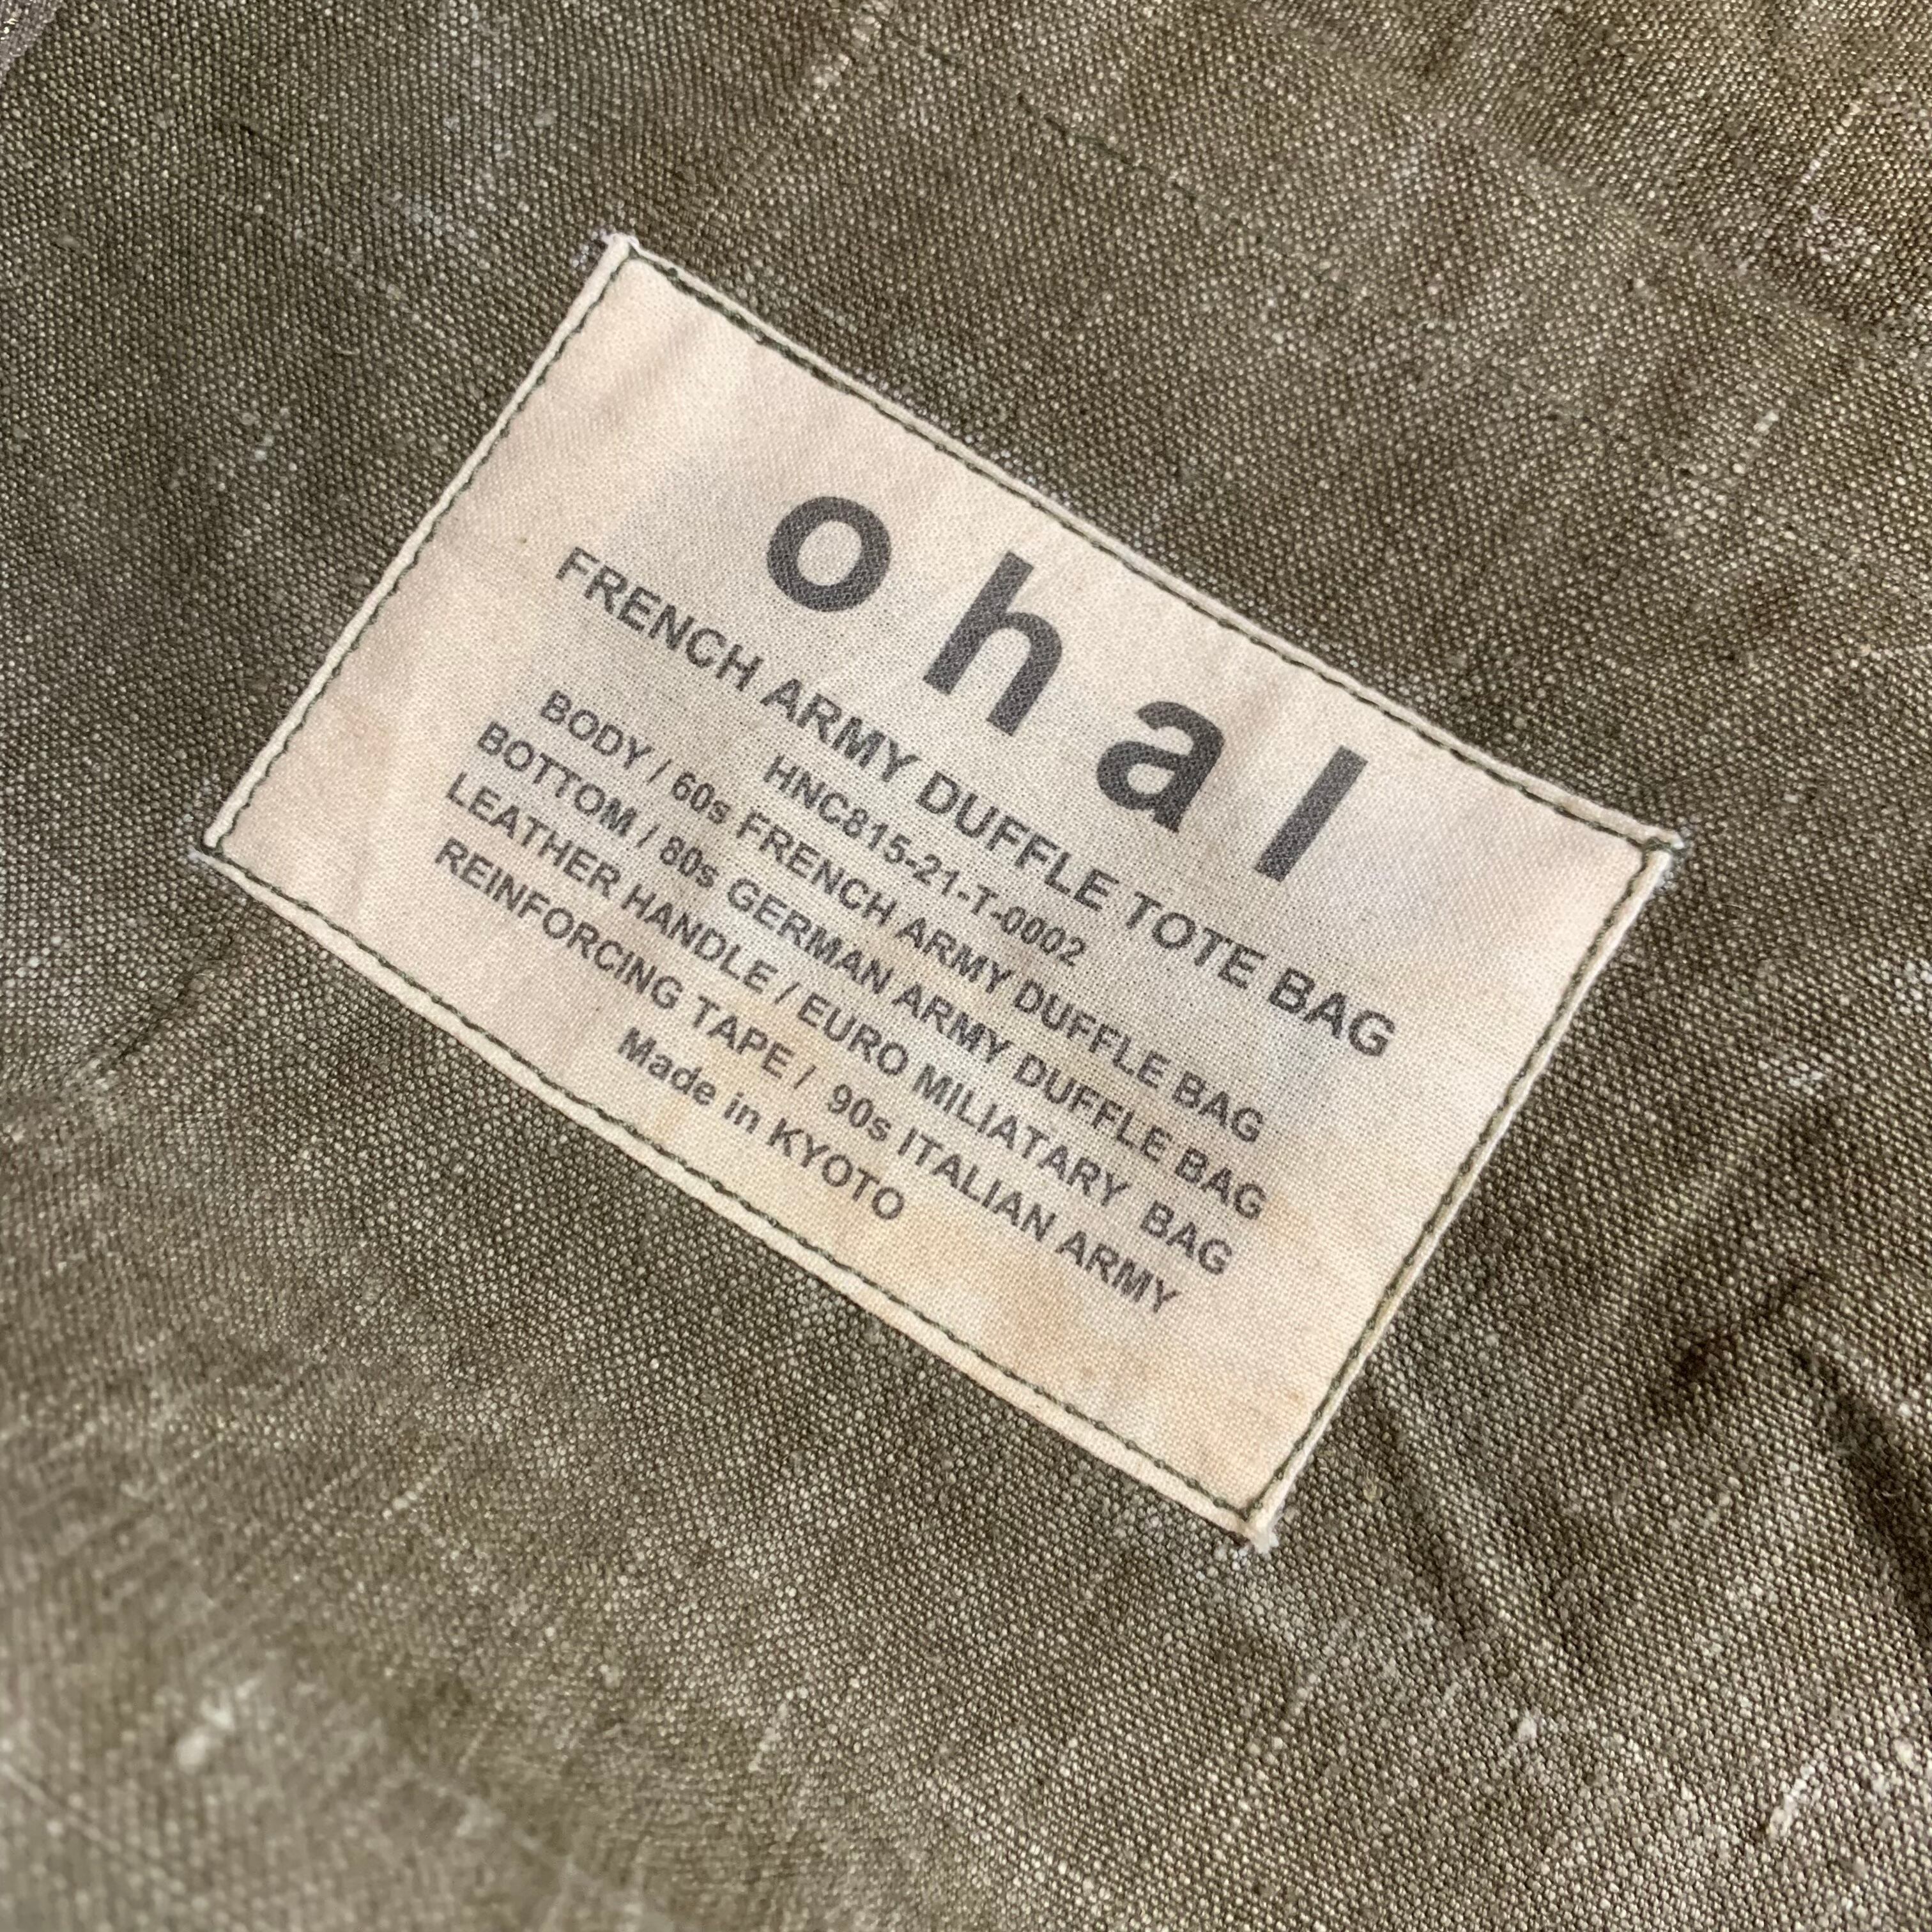 ohal
FRENCH ARMY DUFFLE TOTE BAG
HNC815-21-T-0002
BODY / 60s FRENCH ARMY DUFFLE BAG
BOTTOM / 80s GERMAN ARMY DUFFLE BAG
LEATHER HANDLE / EURO MILIATARY BAG
REINFORCING TAPE / 90s ITALIAN ARMY
Made in KYOTO